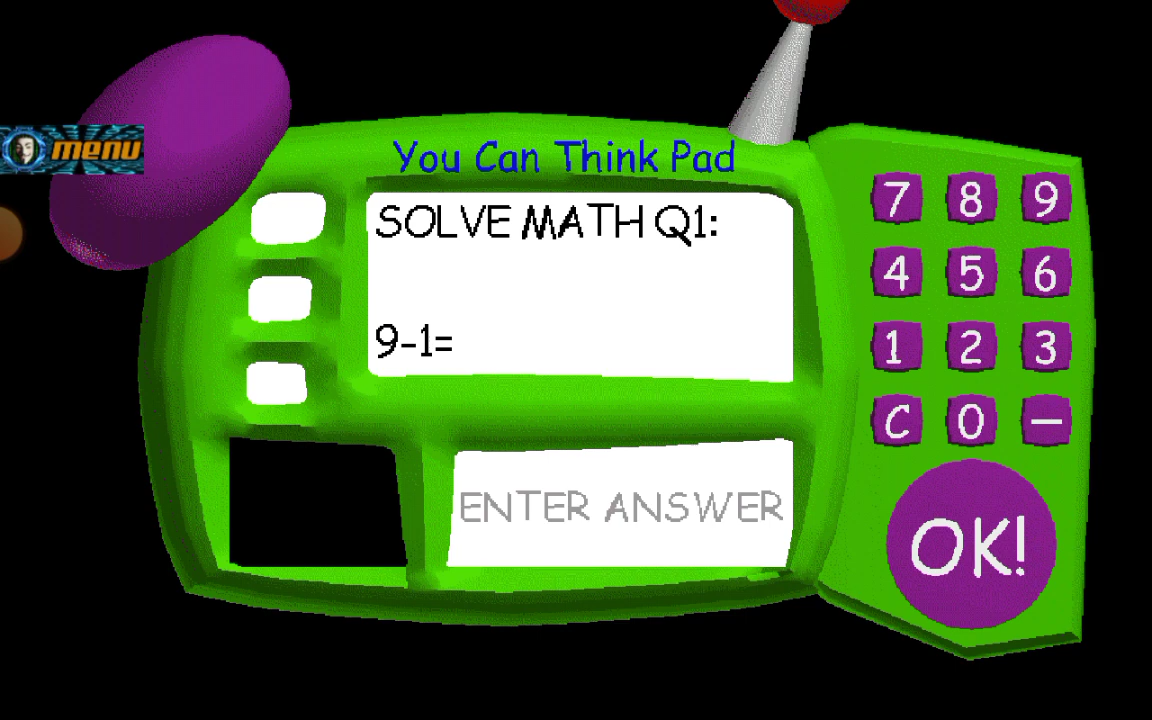 menu
You Can Think Pad
SOLVE MATH Q1:
9-1=
ENTER ANSWER
7 8 9
4 5 6
1 2 3
C 0 -
OK!